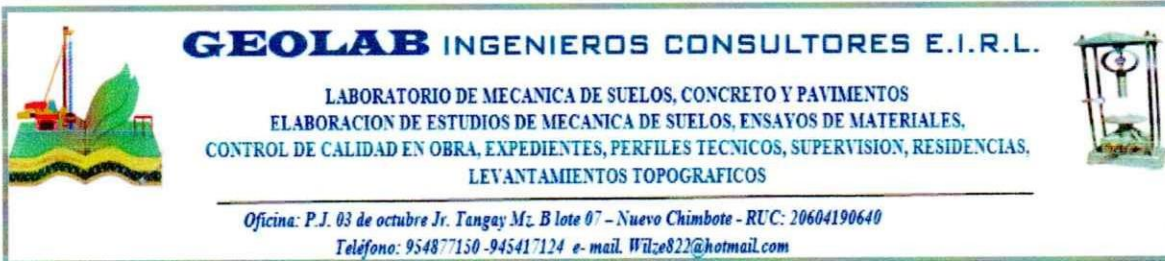 GEOLAB INGENIEROS CONSULTORES E.I.R.L.
LABORATORIO DE MECANICA DE SUELOS, CONCRETO Y PAVIMENTOS
ELABORACION DE ESTUDIOS DE MECANICA DE SUELOS, ENSAYOS DE MATERIALES,
CONTROL DE CALIDAD EN OBRA, EXPEDIENTES, PERFILES TECNICOS, SUPERVISION, RESIDENCIAS,
LEVANTAMIENTOS TOPOGRAFICOS
Oficina: P.J. 03 de octubre Jr. Tangay Mz. B lote 07 – Nuevo Chimbote - RUC: 20604190640
Teléfono: 954877150 -945417124 e- mail. Wilze822@hotmail.com